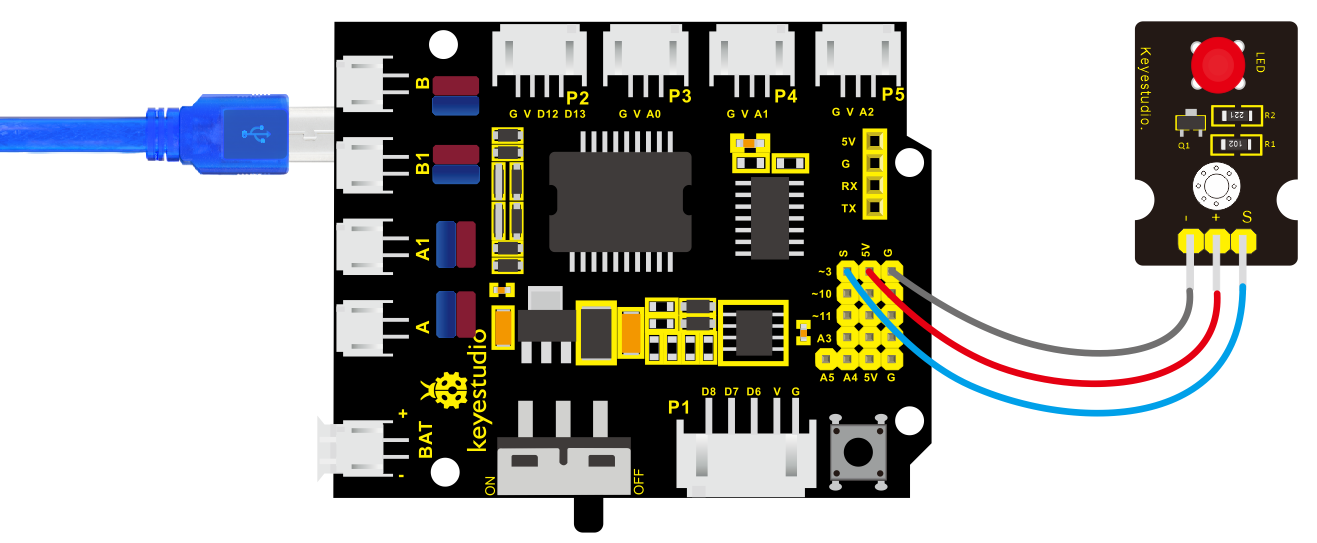 B
B1
A1
A
+
BAT
-
keyestudio
P2
G V D12 D13
P3
G V A0
P4
G V A1
P5
G V A2
5V
G
RX
TX
S 5V G
~3
~10
~11
A3
A5 A4 5V G
P1
D8 D7 D6 V G
ON
OFF
Keyestudio.
LED
221
R2
Q1
102
R1
- + S